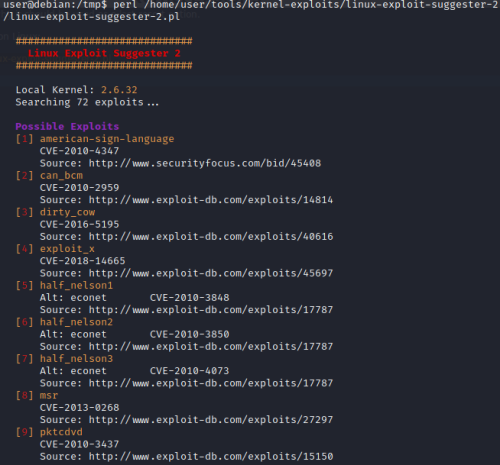 user@debian:/tmp$ perl /home/user/tools/kernel-exploits/linux-exploit-suggester-2
/linux-exploit-suggester-2.pl
#############################
Linux Exploit Suggester 2
#############################
Local Kernel: 2.6.32
Searching 72 exploits...
Possible Exploits
[1] american-sign-language
CVE-2010-4347
Source: http://www.securityfocus.com/bid/45408
[2] can_bcm
CVE-2010-2959
Source: http://www.exploit-db.com/exploits/14814
[3] dirty_cow
CVE-2016-5195
Source: http://www.exploit-db.com/exploits/40616
[4] exploit_x
CVE-2018-14665
Source: http://www.exploit-db.com/exploits/45697
[5] half_nelson1
Alt: econet CVE-2010-3848
Source: http://www.exploit-db.com/exploits/17787
[6] half_nelson2
Alt: econet CVE-2010-3850
Source: http://www.exploit-db.com/exploits/17787
[7] half_nelson3
Alt: econet CVE-2010-4073
Source: http://www.exploit-db.com/exploits/17787
[8] msr
CVE-2013-0268
Source: http://www.exploit-db.com/exploits/27297
[9] pktcdvd
CVE-2010-3437
Source: http://www.exploit-db.com/exploits/15150